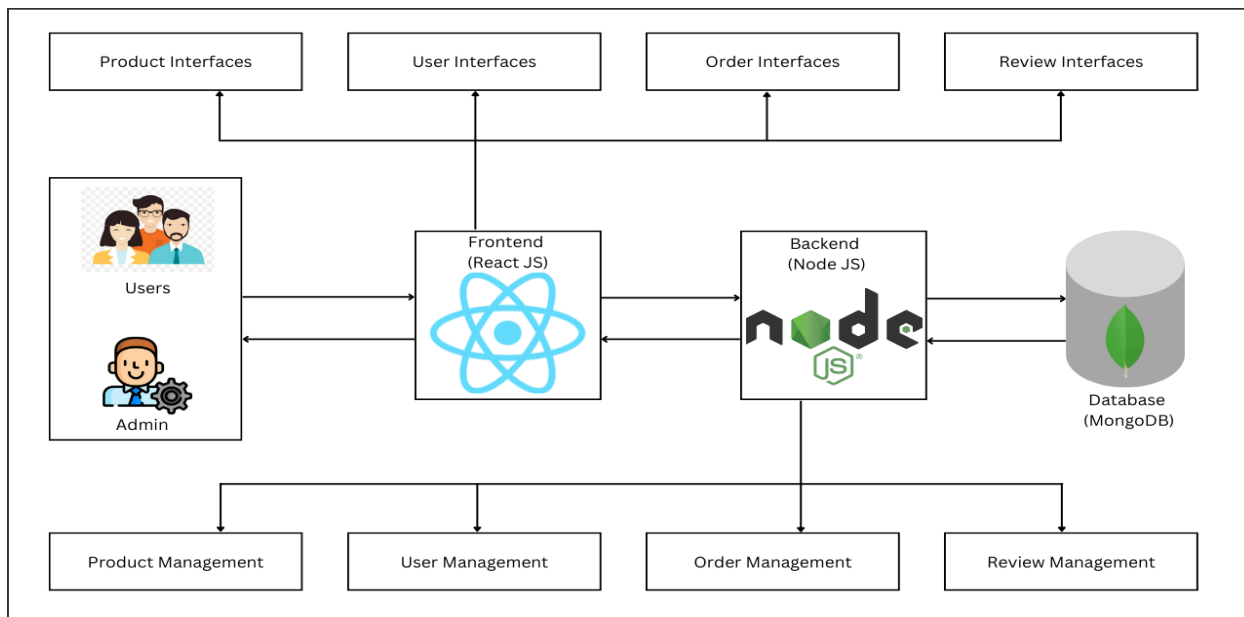 Product Interfaces
User Interfaces
Order Interfaces
Review Interfaces
Users
Admin
Frontend
(React JS)
Backend
(Node JS)
node
JS
®
Database
(MongoDB)
Product Management
User Management
Order Management
Review Management